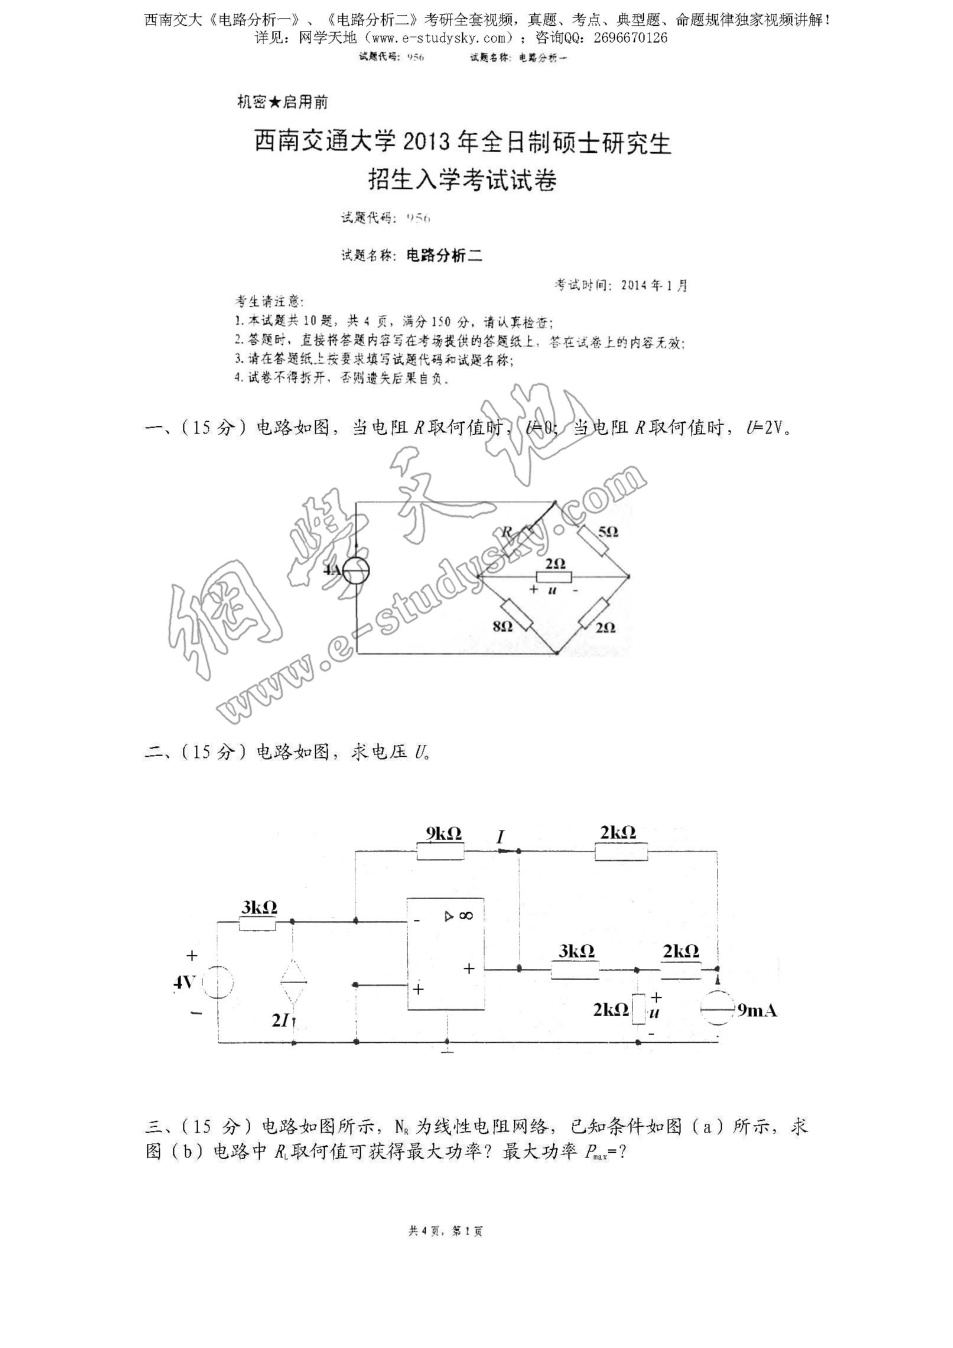 西南交大《电路分析一》、《电路分析二》考研全套视频，真题、考点、典型题、命题规律独家视频讲解！
详见：网学天地（www.e-studysky.com）；咨询QQ：2696670126
试题代码：956 试题名称：电路分析一
机密★启用前
西南交通大学2013年全日制硕士研究生
招生入学考试试卷
试题代码：956
试题名称：电路分析二
考试时间：2014年1月
考生请注意：
1.本试题共10题，共4页，满分150分，请认真检查；
2.答题时，直接将答题内容写在考场提供的答题纸上，答在试卷上的内容无效；
3.请在答题纸上按要求填写试题代码和试题名称；
4.试卷不得拆开，否则遗失后果自负。
一、（15分）电路如图，当电阻R取何值时，U=0；当电阻R取何值时，U=2V。
R 5Ω
4A 2Ω
+ u -
8Ω 2Ω
網學天地
www.e-studysky.com
二、（15分）电路如图，求电压U。
9kΩ I 2kΩ
3kΩ - ▷ ∞
+ 3kΩ 2kΩ
4V + +
- 2I 2kΩ + u - 9mA
三、（15 分）电路如图所示，NR 为线性电阻网络，已知条件如图（a）所示，求
图（b）电路中RL取何值可获得最大功率？最大功率Pmax=？
共4页，第1页